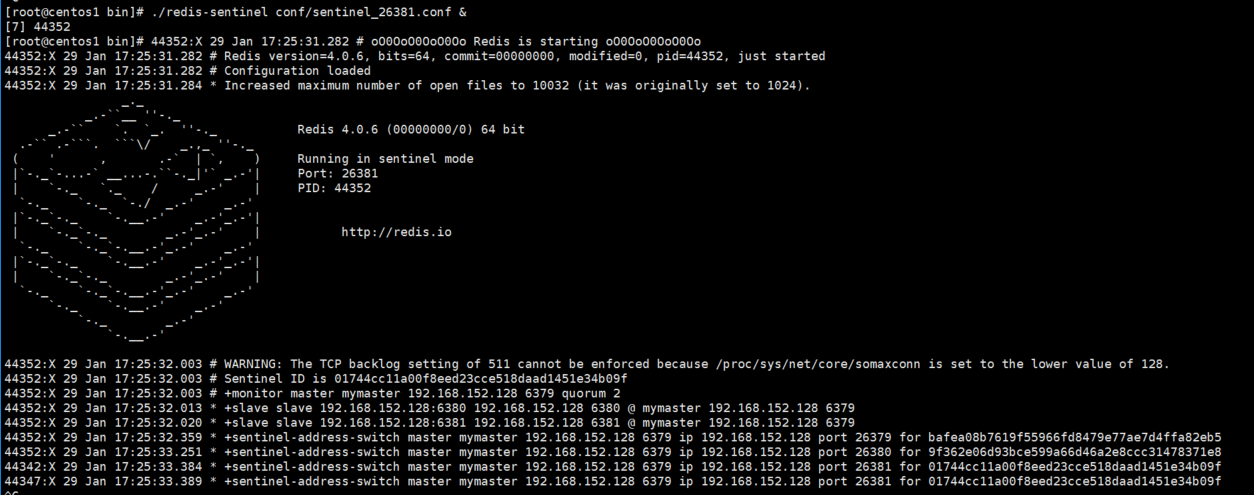 [root@centos1 bin]# ./redis-sentinel conf/sentinel_26381.conf &
[7] 44352
[root@centos1 bin]# 44352:X 29 Jan 17:25:31.282 # oO0OoO0OoO0Oo Redis is starting oO0OoO0OoO0Oo
44352:X 29 Jan 17:25:31.282 # Redis version=4.0.6, bits=64, commit=00000000, modified=0, pid=44352, just started
44352:X 29 Jan 17:25:31.282 # Configuration loaded
44352:X 29 Jan 17:25:31.284 * Increased maximum number of open files to 10032 (it was originally set to 1024).
Redis 4.0.6 (00000000/0) 64 bit
Running in sentinel mode
Port: 26381
PID: 44352
http://redis.io
44352:X 29 Jan 17:25:32.003 # WARNING: The TCP backlog setting of 511 cannot be enforced because /proc/sys/net/core/somaxconn is set to the lower value of 128.
44352:X 29 Jan 17:25:32.003 # Sentinel ID is 01744cc11a00f8eed23cce518daad1451e34b09f
44352:X 29 Jan 17:25:32.003 # +monitor master mymaster 192.168.152.128 6379 quorum 2
44352:X 29 Jan 17:25:32.013 * +slave slave 192.168.152.128:6380 192.168.152.128 6380 @ mymaster 192.168.152.128 6379
44352:X 29 Jan 17:25:32.020 * +slave slave 192.168.152.128:6381 192.168.152.128 6381 @ mymaster 192.168.152.128 6379
44352:X 29 Jan 17:25:32.359 * +sentinel-address-switch master mymaster 192.168.152.128 6379 ip 192.168.152.128 port 26379 for bafea08b7619f55966fd8479e77ae7d4ffa82eb5
44352:X 29 Jan 17:25:33.251 * +sentinel-address-switch master mymaster 192.168.152.128 6379 ip 192.168.152.128 port 26380 for 9f362e06d93bce599a66d46a2e8ccc31478371e8
44342:X 29 Jan 17:25:33.384 * +sentinel-address-switch master mymaster 192.168.152.128 6379 ip 192.168.152.128 port 26381 for 01744cc11a00f8eed23cce518daad1451e34b09f
44347:X 29 Jan 17:25:33.389 * +sentinel-address-switch master mymaster 192.168.152.128 6379 ip 192.168.152.128 port 26381 for 01744cc11a00f8eed23cce518daad1451e34b09f